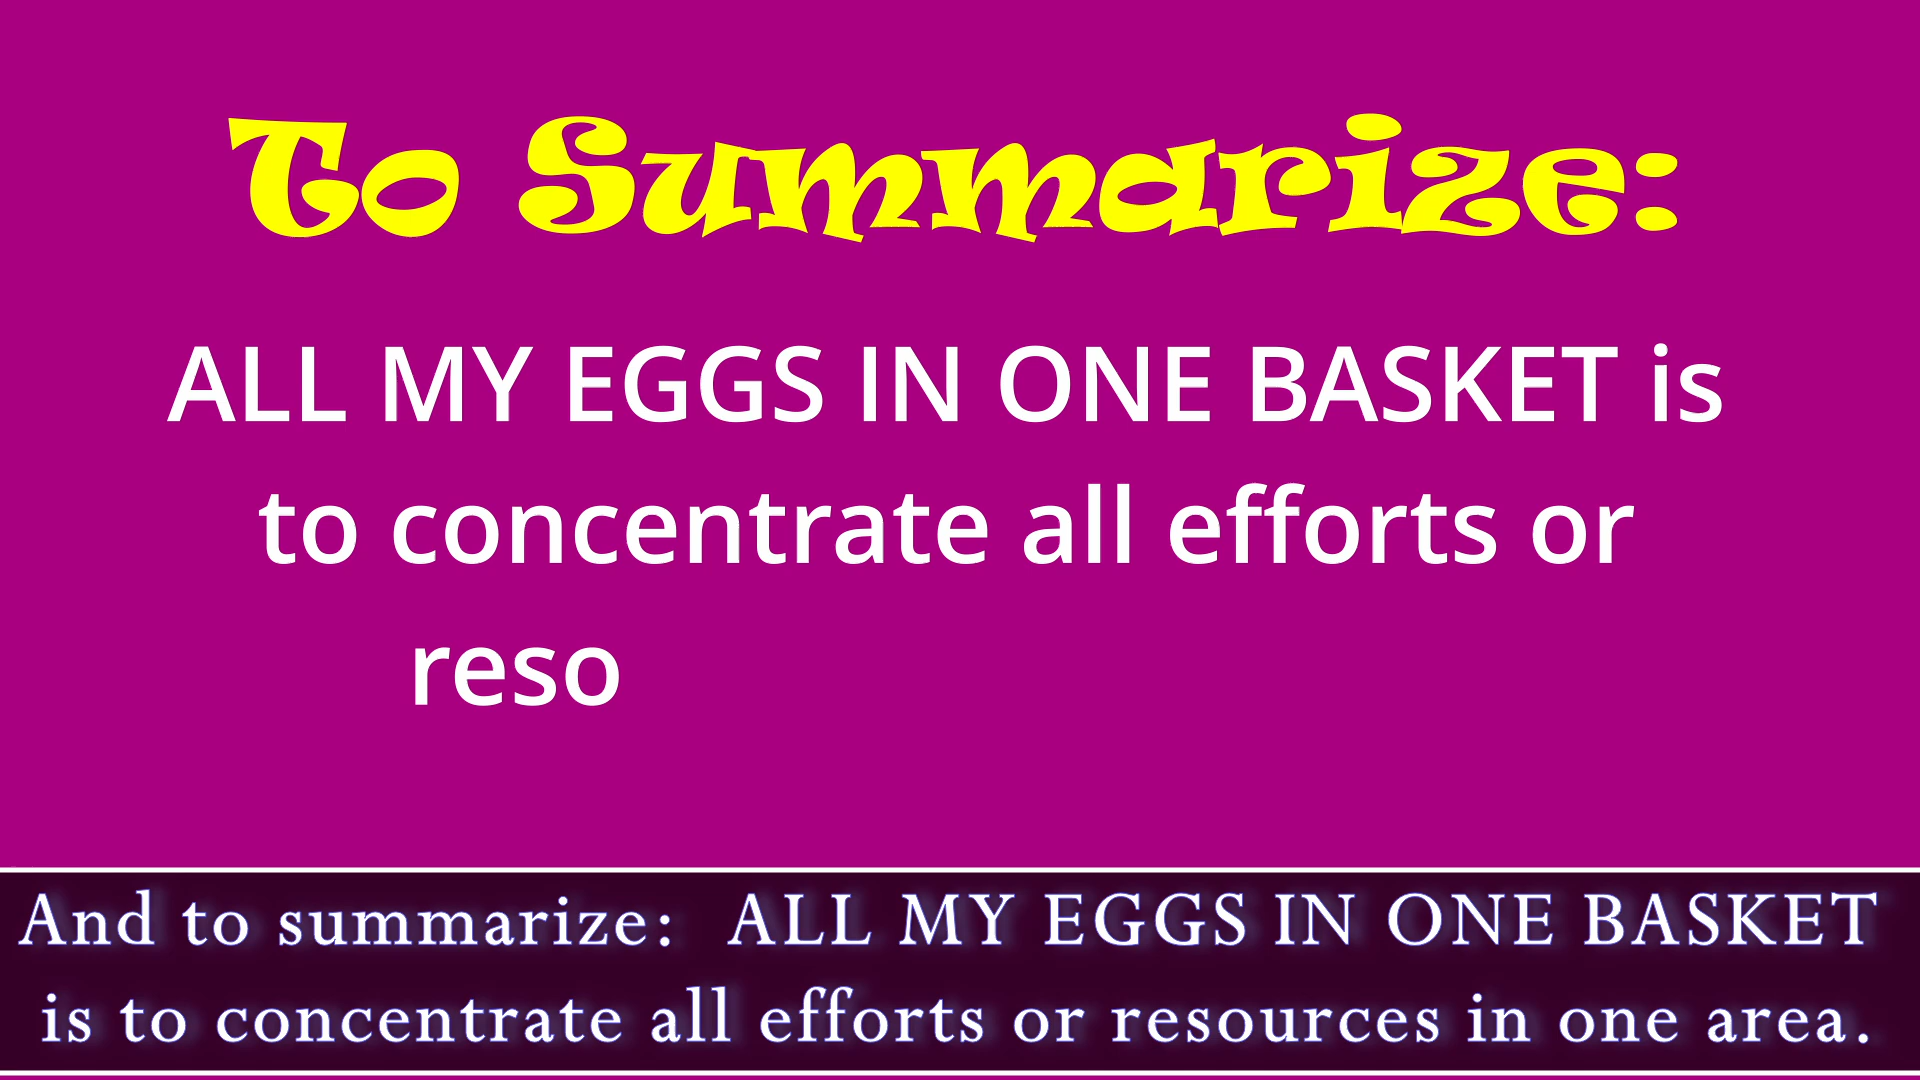 To Summarize:
ALL MY EGGS IN ONE BASKET is
to concentrate all efforts or
reso
And to summarize: ALL MY EGGS IN ONE BASKET
is to concentrate all efforts or resources in one area.